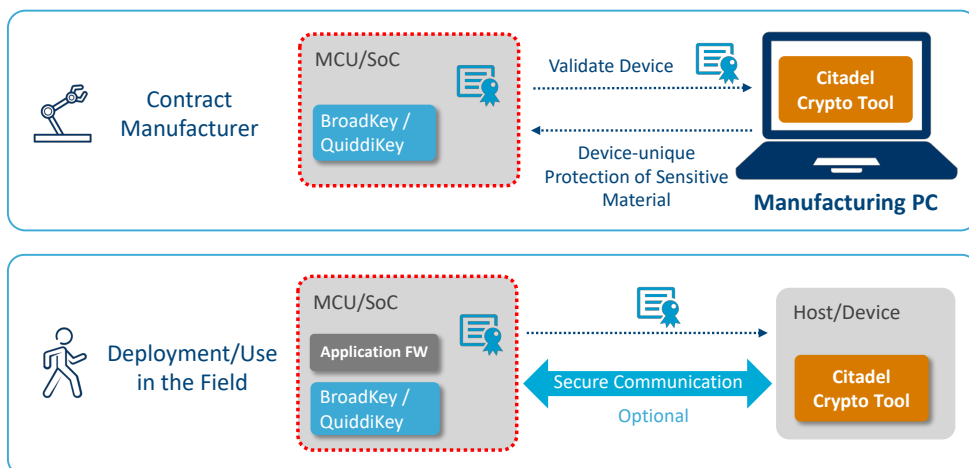 Contract
Manufacturer
MCU/SoC
BroadKey /
QuiddiKey
Validate Device
Device-unique
Protection of Sensitive
Material
Citadel
Crypto Tool
Manufacturing PC
Deployment/Use
in the Field
MCU/SoC
Application FW
BroadKey /
QuiddiKey
Secure Communication
Optional
Host/Device
Citadel
Crypto Tool